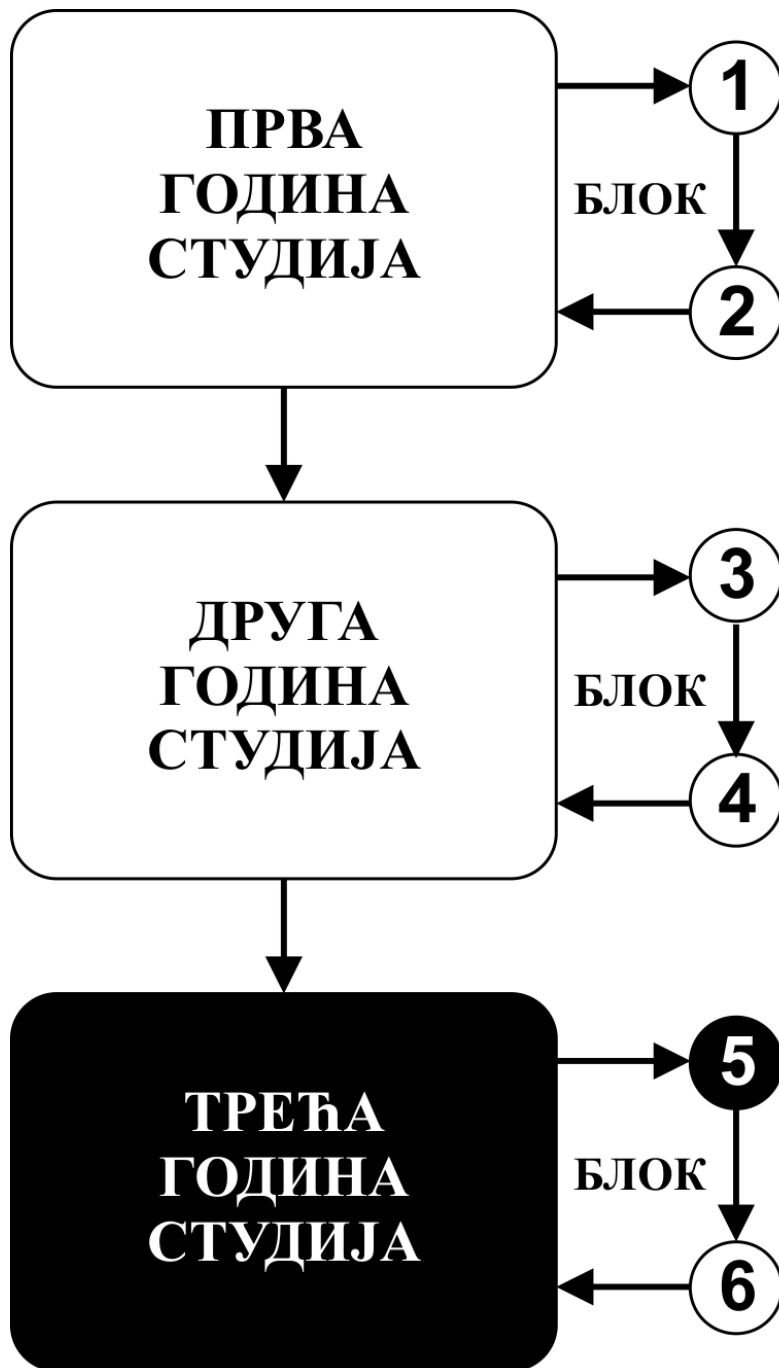 ПРВА
ГОДИНА
СТУДИЈА
1
БЛОК
2
ДРУГА
ГОДИНА
СТУДИЈА
3
БЛОК
4
ТРЕЋА
ГОДИНА
СТУДИЈА
5
БЛОК
6